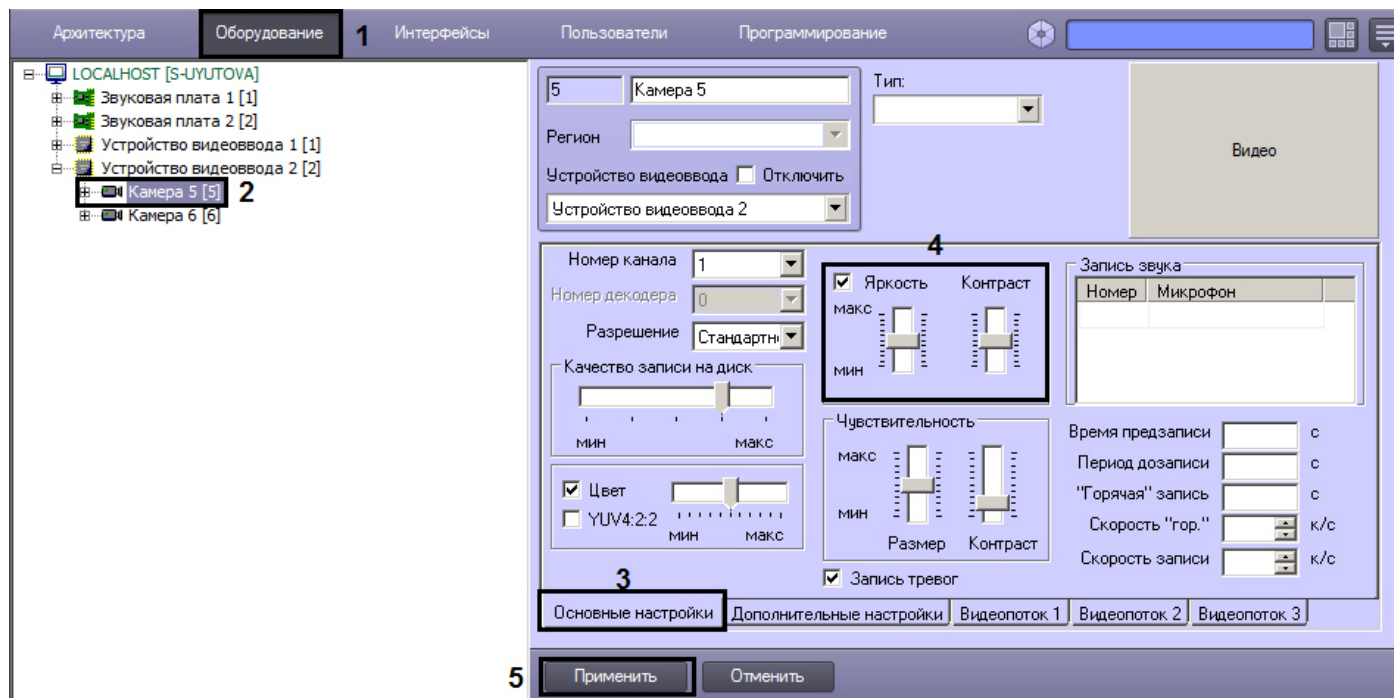 Архитектура Оборудование 1 Интерфейсы Пользователи Программирование
LOCALHOST [S-UYUTOVA]
Звуковая плата 1 [1]
Звуковая плата 2 [2]
Устройство видеоввода 1 [1]
Устройство видеоввода 2 [2]
Камера 5 [5] 2
Камера 6 [6]
5 Камера 5 Тип:
Регион
Устройство видеоввода Отключить
Устройство видеоввода 2
Видео
Номер канала 1
Номер декодера 0
Разрешение Стандартн
Качество записи на диск
мин макс
Цвет
YUV4:2:2
мин макс
4
Яркость Контраст
макс
мин
Чувствительность
макс
мин
Размер Контраст
Запись тревог
Запись звука
Номер Микрофон
Время предзаписи с
Период дозаписи с
"Горячая" запись с
Скорость "гор." к/с
Скорость записи к/с
3
Основные настройки Дополнительные настройки Видеопоток 1 Видеопоток 2 Видеопоток 3
5 Применить Отменить